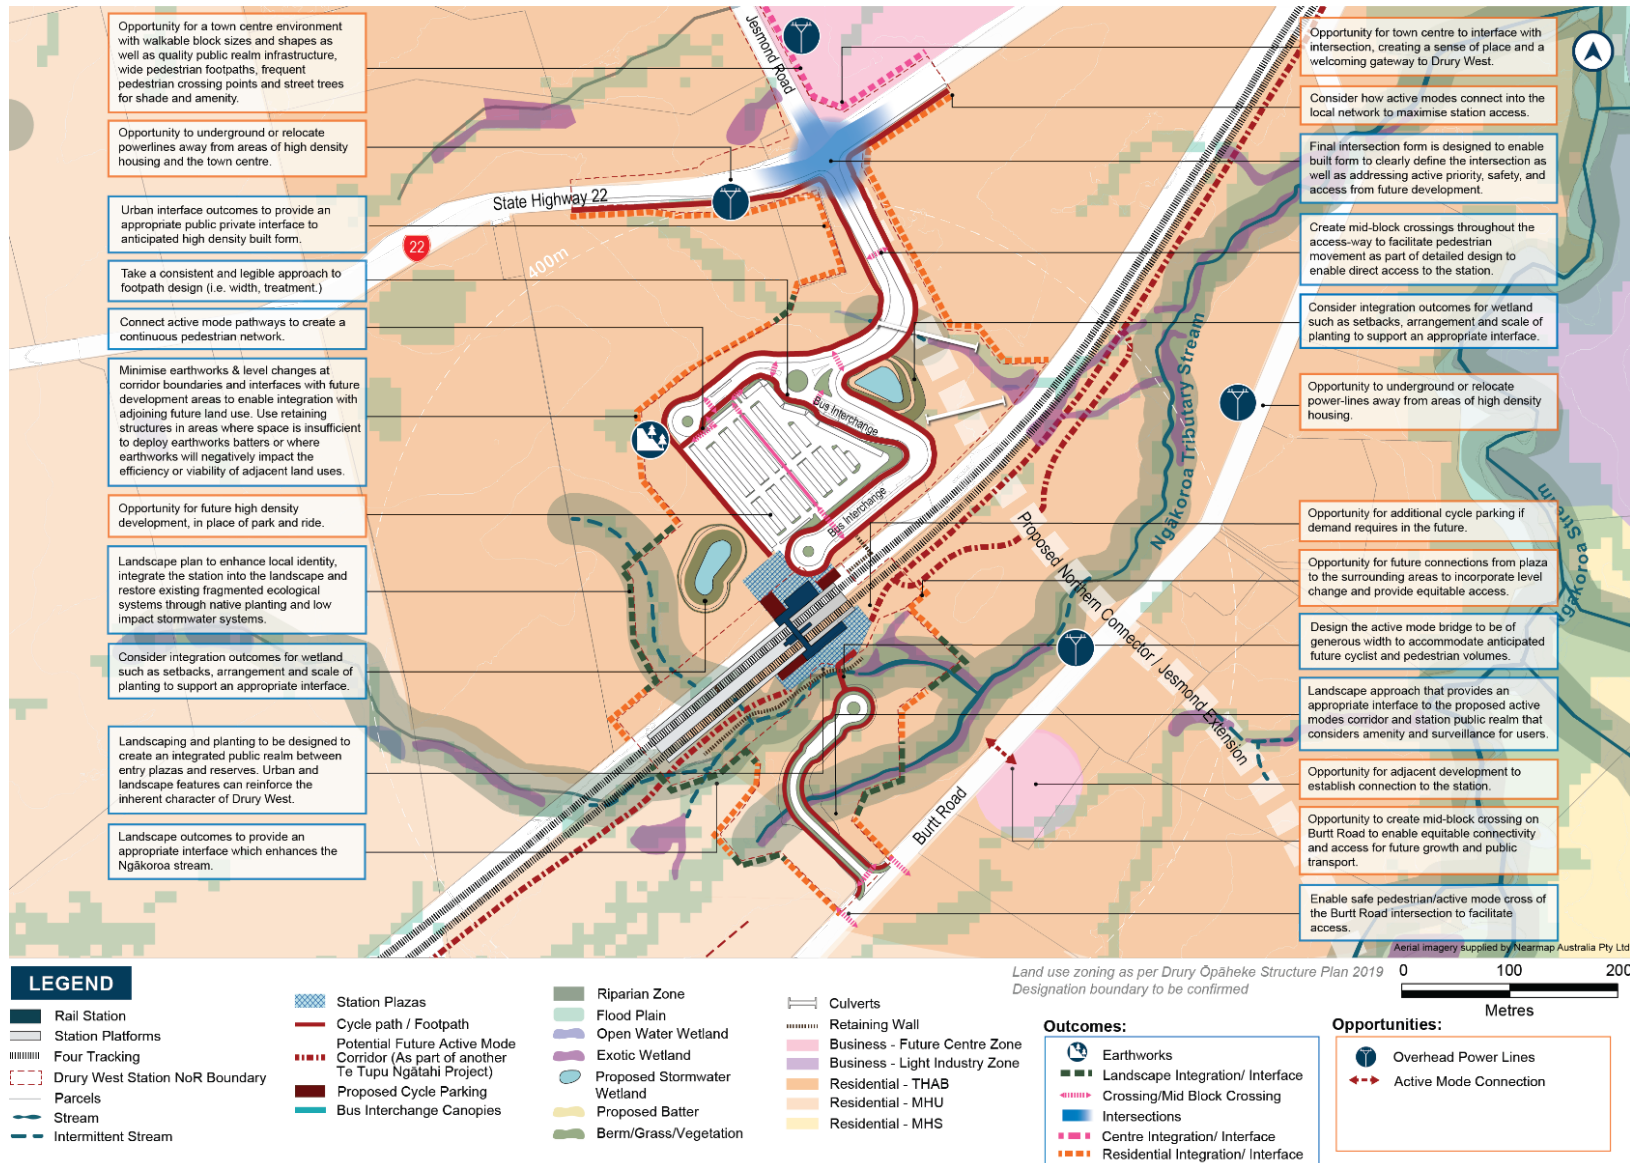 Opportunity for a town centre environment
with walkable block sizes and shapes as
well as quality public realm infrastructure,
wide pedestrian footpaths, frequent
pedestrian crossing points and street trees
for shade and amenity.
Opportunity to underground or relocate
powerlines away from areas of high density
housing and the town centre.
Urban interface outcomes to provide an
appropriate public private interface to
anticipated high density built form.
Take a consistent and legible approach to
footpath design (i.e. width, treatment.)
Connect active mode pathways to create a
continuous pedestrian network.
Minimise earthworks & level changes at
corridor boundaries and interfaces with future
development areas to enable integration with
adjoining future land use. Use retaining
structures in areas where space is insufficient
to deploy earthworks batters or where
earthworks will negatively impact the
efficiency or viability of adjacent land uses.
Opportunity for future high density
development, in place of park and ride.
Landscape plan to enhance local identity,
integrate the station into the landscape and
restore existing fragmented ecological
systems through native planting and low
impact stormwater systems.
Consider integration outcomes for wetland
such as setbacks, arrangement and scale of
planting to support an appropriate interface.
Landscaping and planting to be designed to
create an integrated public realm between
entry plazas and reserves. Urban and
landscape features can reinforce the
inherent character of Drury West.
Landscape outcomes to provide an
appropriate interface which enhances the
Ngākoroa stream.
Jesmond Road
State Highway 22
22
400m
Bus Interchange
Bus Interchange
Ngākoroa Tributary Stream
Proposed Northern Connector / Jesmond Extension
Burtt Road
Ngākoroa Stream
Opportunity for town centre to interface with
intersection, creating a sense of place and a
welcoming gateway to Drury West.
Consider how active modes connect into the
local network to maximise station access.
Final intersection form is designed to enable
built form to clearly define the intersection as
well as addressing active priority, safety, and
access from future development.
Create mid-block crossings throughout the
access-way to facilitate pedestrian
movement as part of detailed design to
enable direct access to the station.
Consider integration outcomes for wetland
such as setbacks, arrangement and scale of
planting to support an appropriate interface.
Opportunity to underground or relocate
power-lines away from areas of high density
housing.
Opportunity for additional cycle parking if
demand requires in the future.
Opportunity for future connections from plaza
to the surrounding areas to incorporate level
change and provide equitable access.
Design the active mode bridge to be of
generous width to accommodate anticipated
future cyclist and pedestrian volumes.
Landscape approach that provides an
appropriate interface to the proposed active
modes corridor and station public realm that
considers amenity and surveillance for users.
Opportunity for adjacent development to
establish connection to the station.
Opportunity to create mid-block crossing on
Burtt Road to enable equitable connectivity
and access for future growth and public
transport.
Enable safe pedestrian/active mode cross of
the Burtt Road intersection to facilitate
access.
Aerial imagery supplied by Nearmap Australia Pty Ltd
LEGEND
Rail Station
Station Platforms
Four Tracking
Drury West Station NoR Boundary
Parcels
Stream
Intermittent Stream
Station Plazas
Cycle path / Footpath
Potential Future Active Mode
Corridor (As part of another
Te Tupu Ngātahi Project)
Proposed Cycle Parking
Bus Interchange Canopies
Riparian Zone
Flood Plain
Open Water Wetland
Exotic Wetland
Proposed Stormwater
Wetland
Proposed Batter
Berm/Grass/Vegetation
Culverts
Retaining Wall
Business - Future Centre Zone
Business - Light Industry Zone
Residential - THAB
Residential - MHU
Residential - MHS
Land use zoning as per Drury Ōpāheke Structure Plan 2019
Designation boundary to be confirmed
0 100 200
Metres
Outcomes:
Earthworks
Landscape Integration/ Interface
Crossing/Mid Block Crossing
Intersections
Centre Integration/ Interface
Residential Integration/ Interface
Opportunities:
Overhead Power Lines
Active Mode Connection